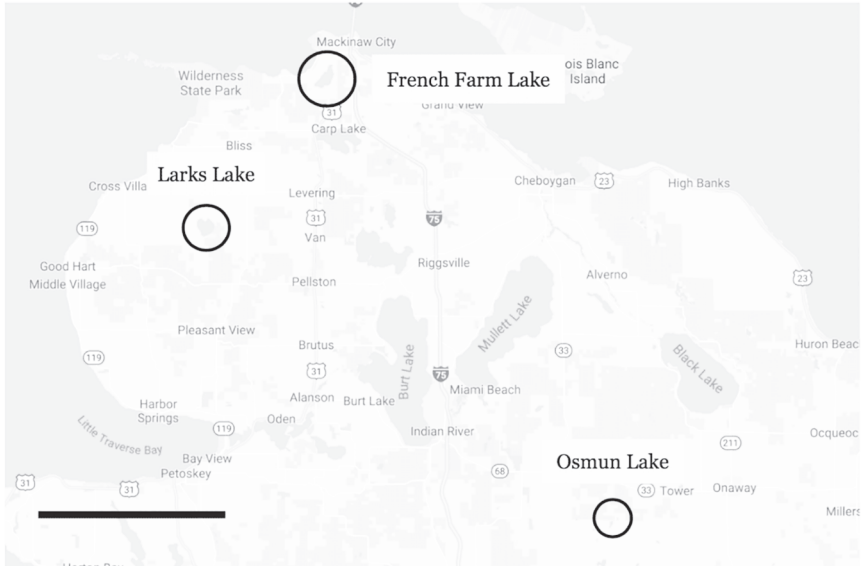 Mackinaw City
ois Blanc
Island
Wilderness
State Park
French Farm Lake
Grand View
31
Carp Lake
Bliss
Larks Lake
Cross Villa
Levering
Cheboygan
23
High Banks
31
75
119
Van
Good Hart
Middle Village
Riggsville
Pellston
Alverno
23
Mullett Lake
Pleasant View
Brutus
Burt Lake
33
Huron Beac
119
31
75
Black Lake
Miami Beach
Alanson
Burt Lake
Harbor
Springs
Little Traverse Bay
119
Oden
Indian River
211
Ocqueoc
Bay View
Petoskey
Osmun Lake
68
31
31
33
Tower
Onaway
Millers